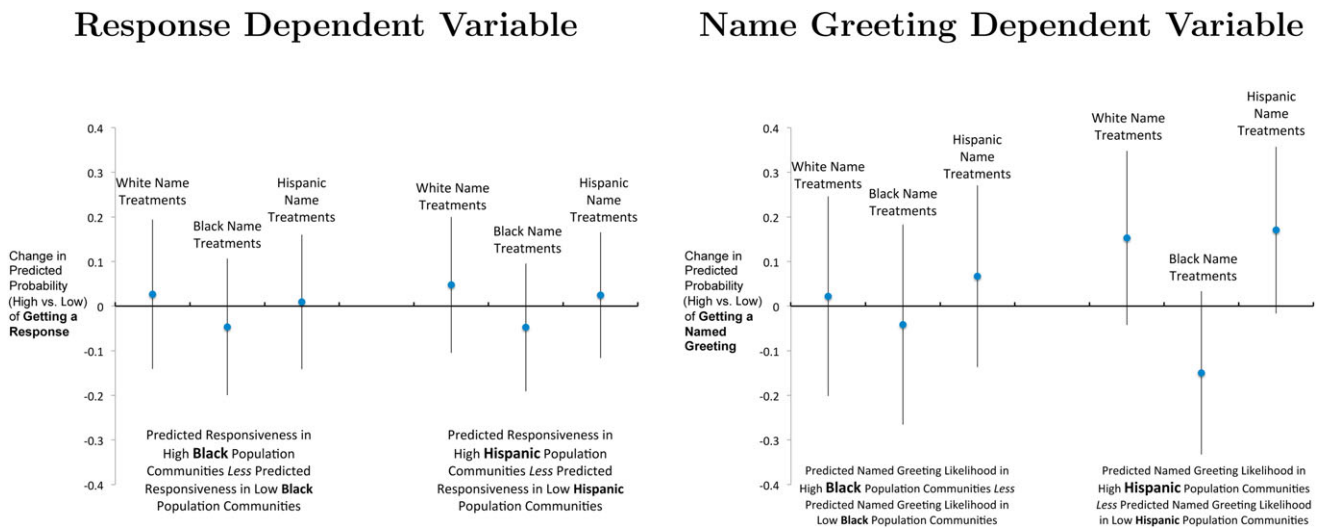 Response Dependent Variable
White Name
Treatments
Black Name
Treatments
Hispanic
Name
Treatments
White Name
Treatments
Black Name
Treatments
Hispanic
Name
Treatments
Change in
Predicted
Probability
(High vs. Low)
of Getting a
Response
0.4
0.3
0.2
0.1
0
-0.1
-0.2
-0.3
-0.4
Predicted Responsiveness in
High Black Population
Communities Less Predicted
Responsiveness in Low Black
Population Communities
Predicted Responsiveness in
High Hispanic Population
Communities Less Predicted
Responsiveness in Low Hispanic
Population Communities
Name Greeting Dependent Variable
White Name
Treatments
Black Name
Treatments
Hispanic
Name
Treatments
White Name
Treatments
Black Name
Treatments
Hispanic
Name
Treatments
Change in
Predicted
Probability
(High vs. Low)
of Getting a
Named
Greeting
0.4
0.3
0.2
0.1
0
-0.1
-0.2
-0.3
-0.4
Predicted Named Greeting Likelihood in
High Black Population Communities Less
Predicted Named Greeting Likelihood in
Low Black Population Communities
Predicted Named Greeting Likelihood in
High Hispanic Population Communities
Less Predicted Named Greeting Likelihood
in Low Hispanic Population Communities